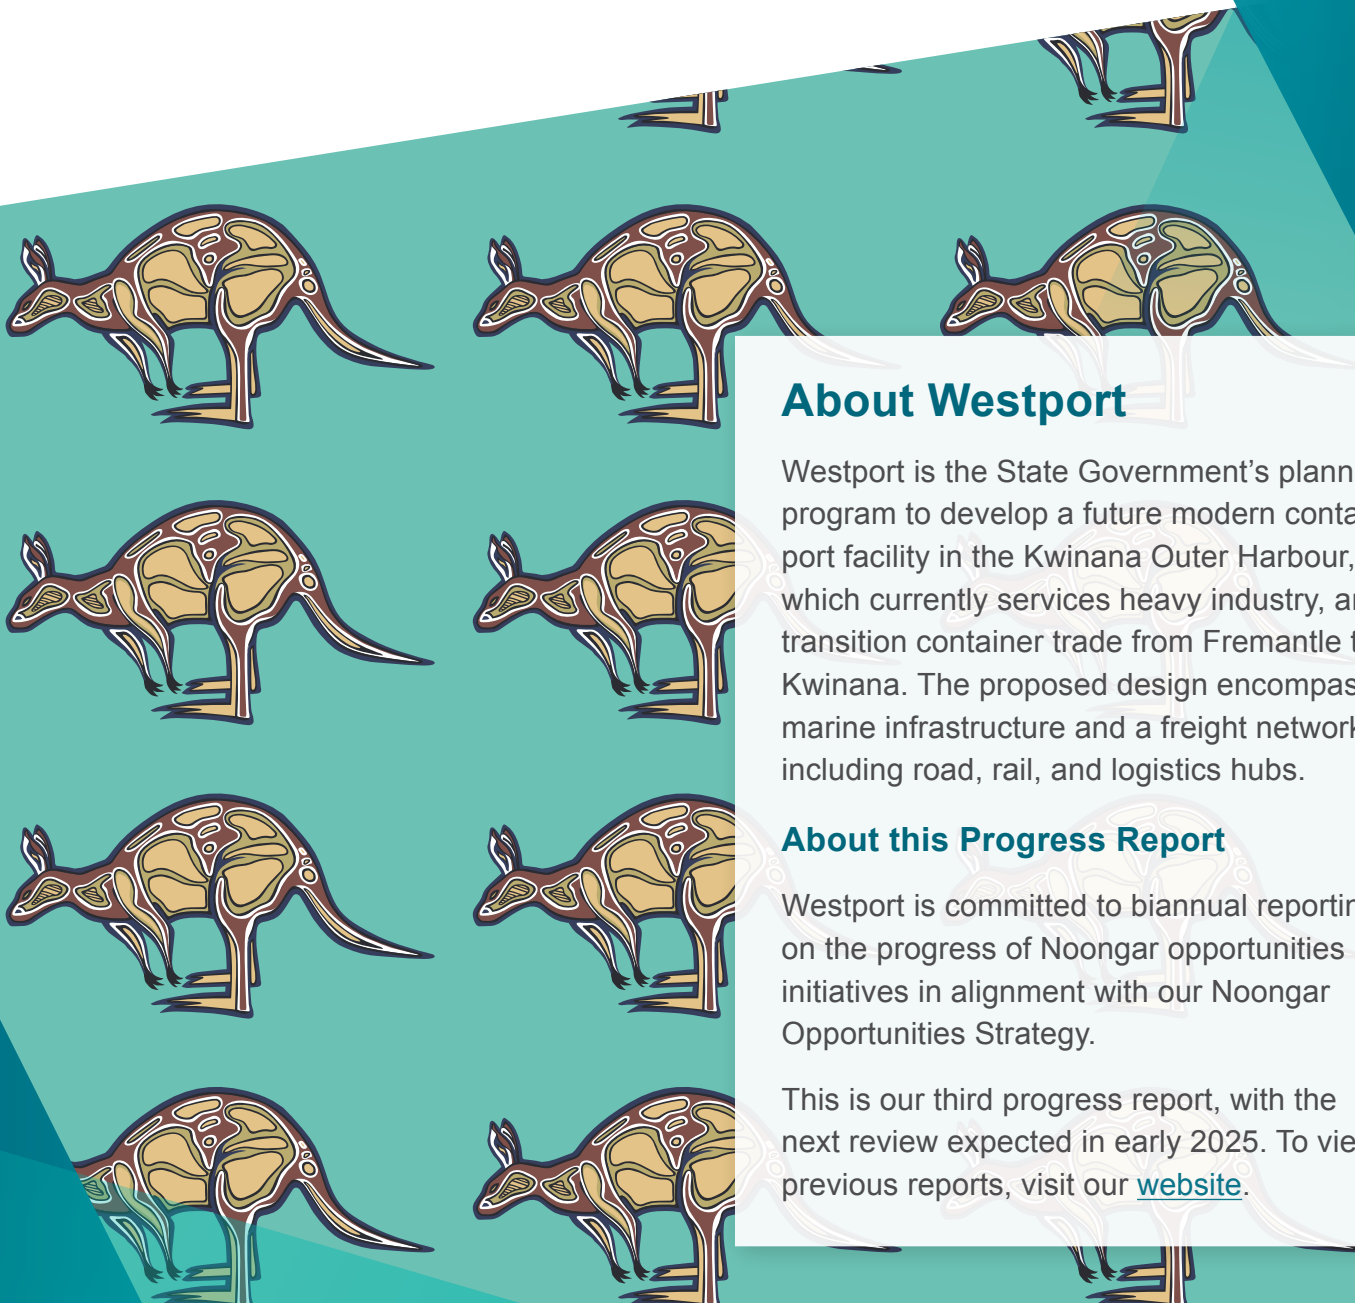 About Westport
Westport is the State Government’s plann
program to develop a future modern conta
port facility in the Kwinana Outer Harbour,
which currently services heavy industry, a
transition container trade from Fremantle t
Kwinana. The proposed design encompas
marine infrastructure and a freight network
including road, rail, and logistics hubs.
About this Progress Report
Westport is committed to biannual reportin
on the progress of Noongar opportunities
initiatives in alignment with our Noongar
Opportunities Strategy.
This is our third progress report, with the
next review expected in early 2025. To vie
previous reports, visit our website.